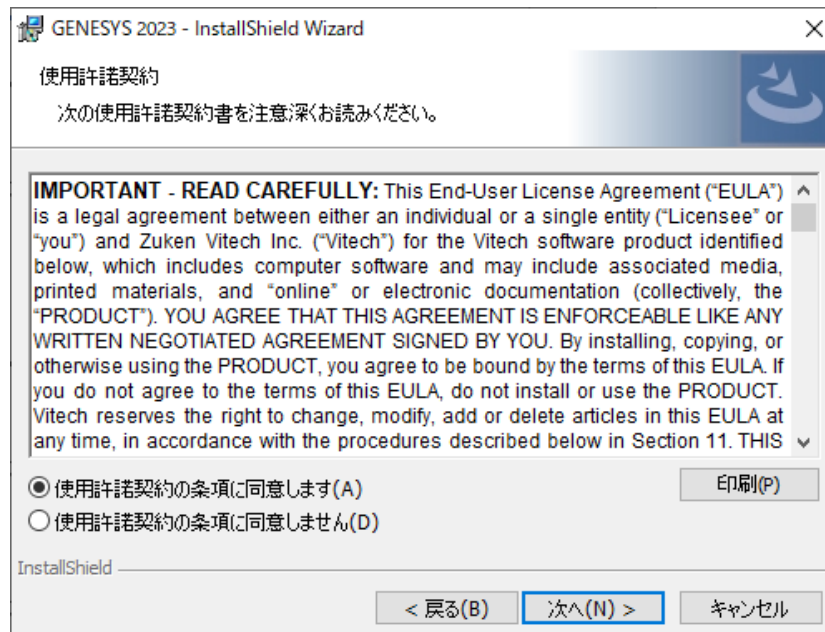 GENESYS 2023 - InstallShield Wizard
使用許諾契約
次の使用許諾契約書を注意深くお読みください。
IMPORTANT - READ CAREFULLY: This End-User License Agreement (“EULA”)
is a legal agreement between either an individual or a single entity (“Licensee” or
“you”) and Zuken Vitech Inc. (“Vitech”) for the Vitech software product identified
below, which includes computer software and may include associated media,
printed materials, and “online” or electronic documentation (collectively, the
“PRODUCT”). YOU AGREE THAT THIS AGREEMENT IS ENFORCEABLE LIKE ANY
WRITTEN NEGOTIATED AGREEMENT SIGNED BY YOU. By installing, copying, or
otherwise using the PRODUCT, you agree to be bound by the terms of this EULA. If
you do not agree to the terms of this EULA, do not install or use the PRODUCT.
Vitech reserves the right to change, modify, add or delete articles in this EULA at
any time, in accordance with the procedures described below in Section 11. THIS
使用許諾契約の条項に同意します(A)
印刷(P)
使用許諾契約の条項に同意しません(D)
InstallShield
< 戻る(B)
次へ(N) >
キャンセル